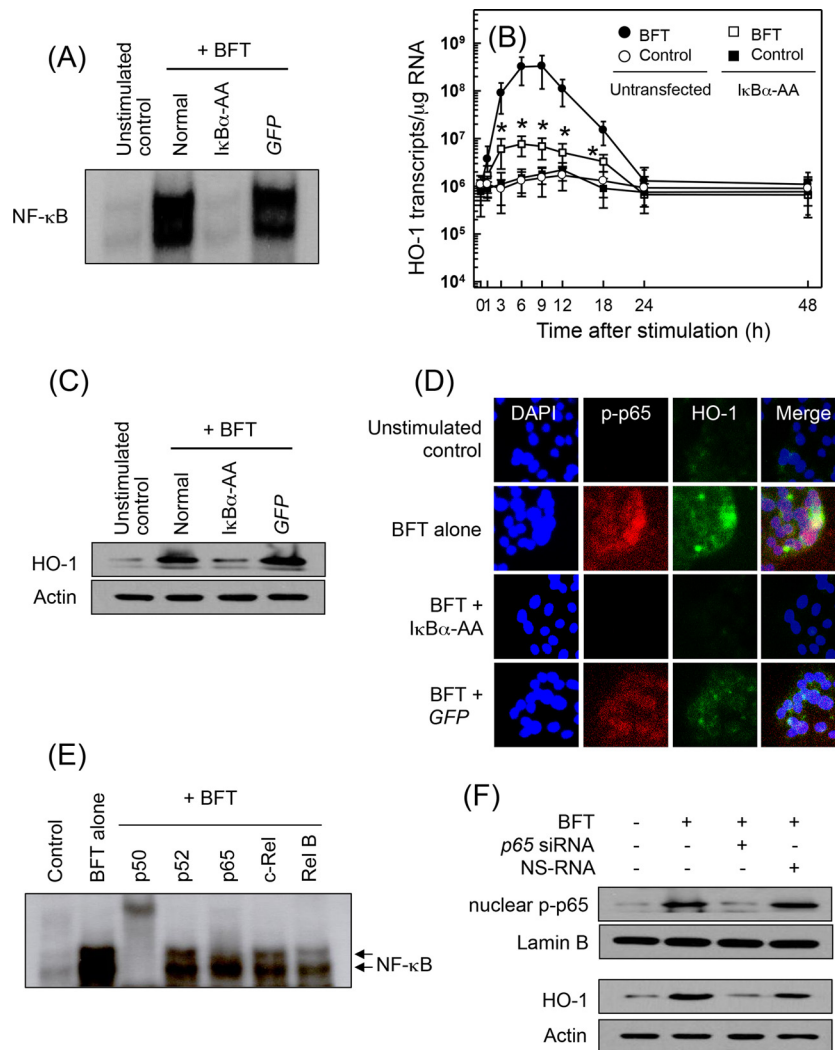 (A)
+ BFT
Unstimulated control
Normal
IκBα-AA
GFP
NF-κB
(B)
HO-1 transcripts/μg RNA
10⁹
10⁸
10⁷
10⁶
10⁵
10⁴
BFT
BFT
Control
Control
Untransfected
IκBα-AA
* * * * *
0 1 3 6 9 12 18 24 48
Time after stimulation (h)
(C)
+ BFT
Unstimulated control
Normal
IκBα-AA
GFP
HO-1
Actin
(D)
DAPI p-p65 HO-1 Merge
Unstimulated
control
BFT alone
BFT +
IκBα-AA
BFT +
GFP
(E)
+ BFT
Control
BFT alone
p50
p52
p65
c-Rel
Rel B
NF-κB
(F)
BFT - + + +
p65 siRNA - - + -
NS-RNA - - - +
nuclear p-p65
Lamin B
HO-1
Actin